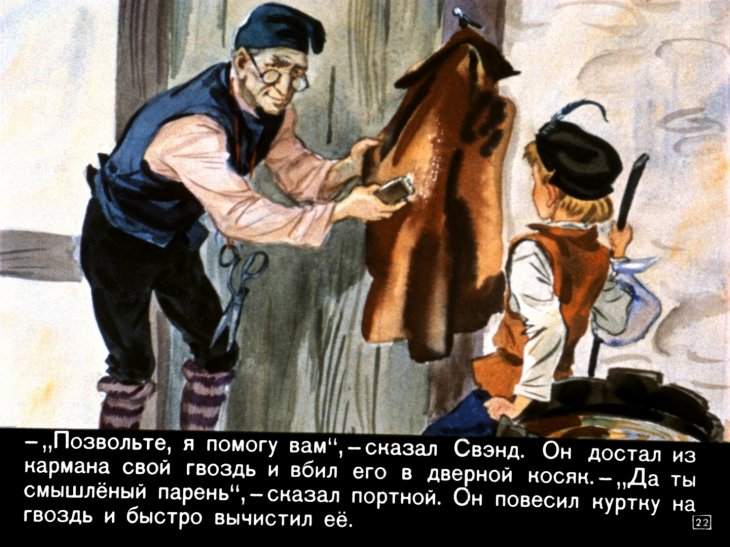 –„Позвольте, я помогу вам“,–сказал Свэнд. Он достал из
кармана свой гвоздь и вбил его в дверной косяк.–„Да ты
смышлёный парень“,–сказал портной. Он повесил куртку на
гвоздь и быстро вычистил её.
22